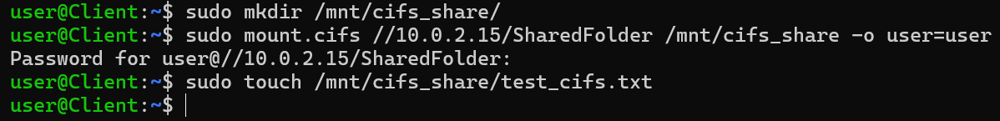 user@Client:~$ sudo mkdir /mnt/cifs_share/
user@Client:~$ sudo mount.cifs //10.0.2.15/SharedFolder /mnt/cifs_share -o user=user
Password for user@//10.0.2.15/SharedFolder:
user@Client:~$ sudo touch /mnt/cifs_share/test_cifs.txt
user@Client:~$